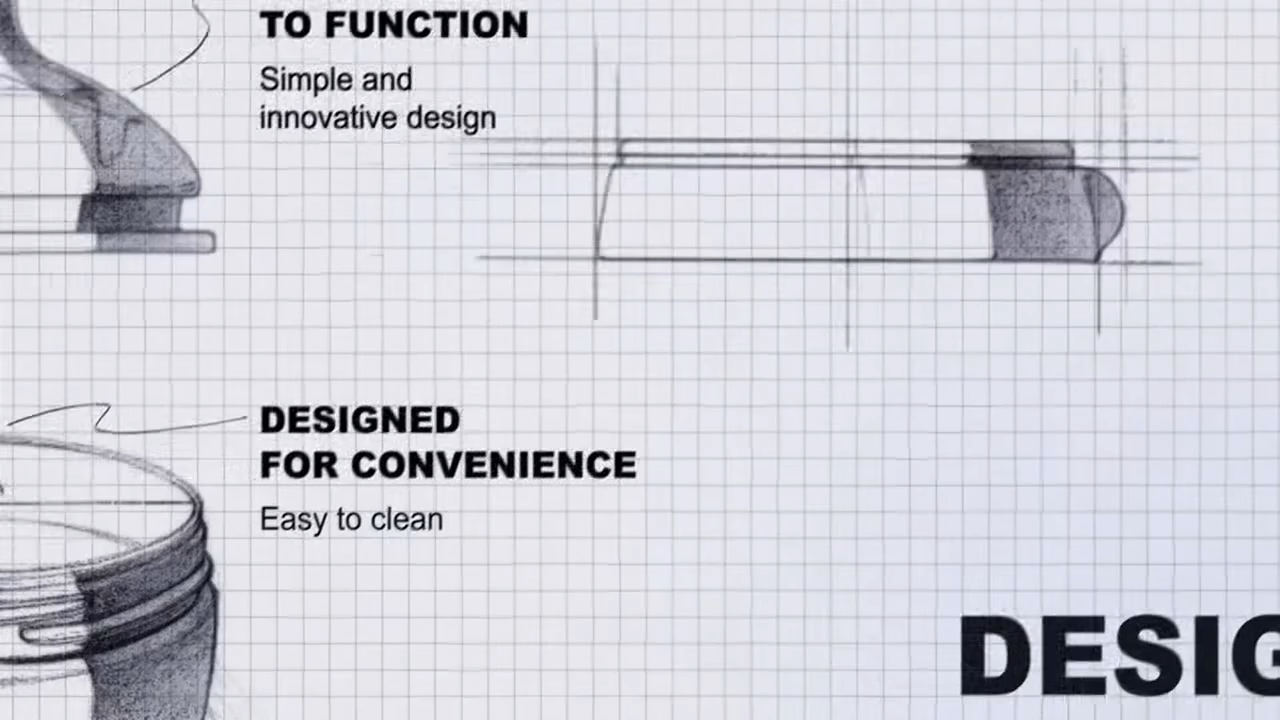 TO FUNCTION
Simple and
innovative design
DESIGNED
FOR CONVENIENCE
Easy to clean
DESIG